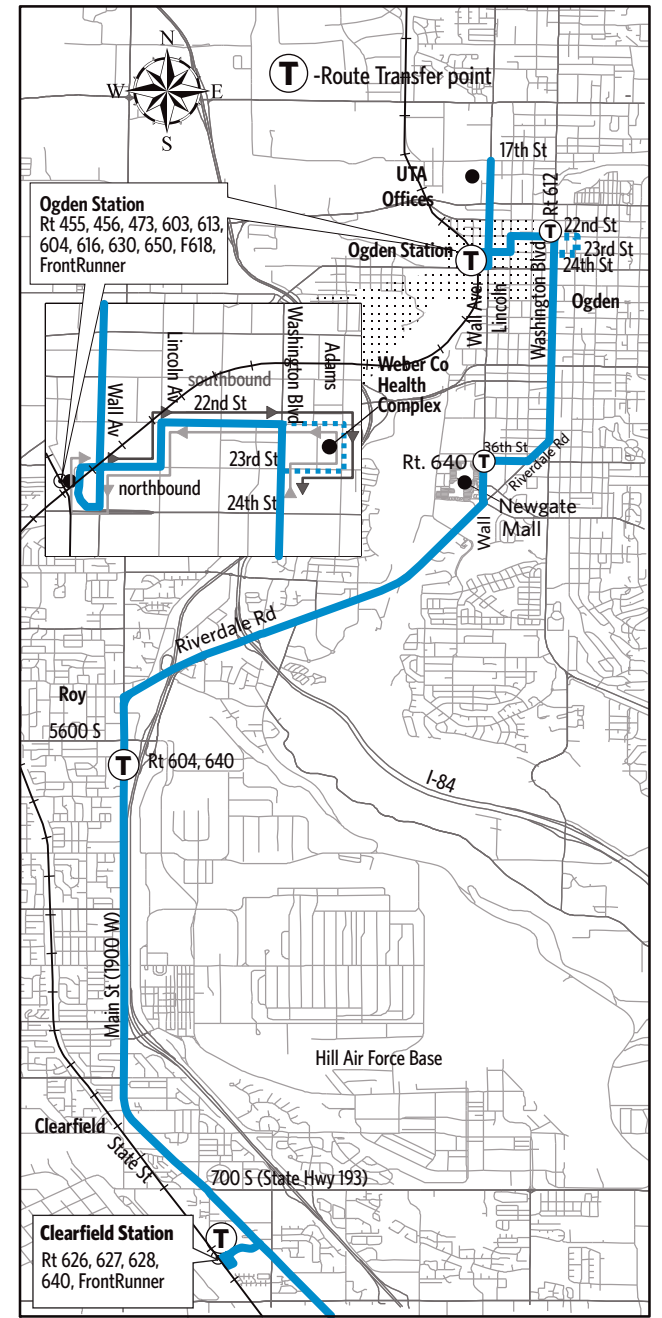 N
W E
S
T -Route Transfer point
17th St
UTA
Offices
Rt 612
Ogden Station
Rt 455, 456, 473, 603, 613,
604, 616, 630, 650, F618,
FrontRunner
T 22nd St
Ogden Station T
23rd St
24th St
Wall Ave
Lincoln
Washington Blvd
Ogden
Lincoln Av
Washington Blvd
Adams
Wall Av
southbound
22nd St
Weber Co
Health
Complex
23rd St
northbound
24th St
36th St
Rt. 640 T
Riverdale Rd
Newgate
Mall
Wall
Riverdale Rd
Roy
5600 S
T Rt 604, 640
I-84
Main St (1900 W)
Hill Air Force Base
Clearfield
State St
700 S (State Hwy 193)
Clearfield Station
Rt 626, 627, 628,
640, FrontRunner
T